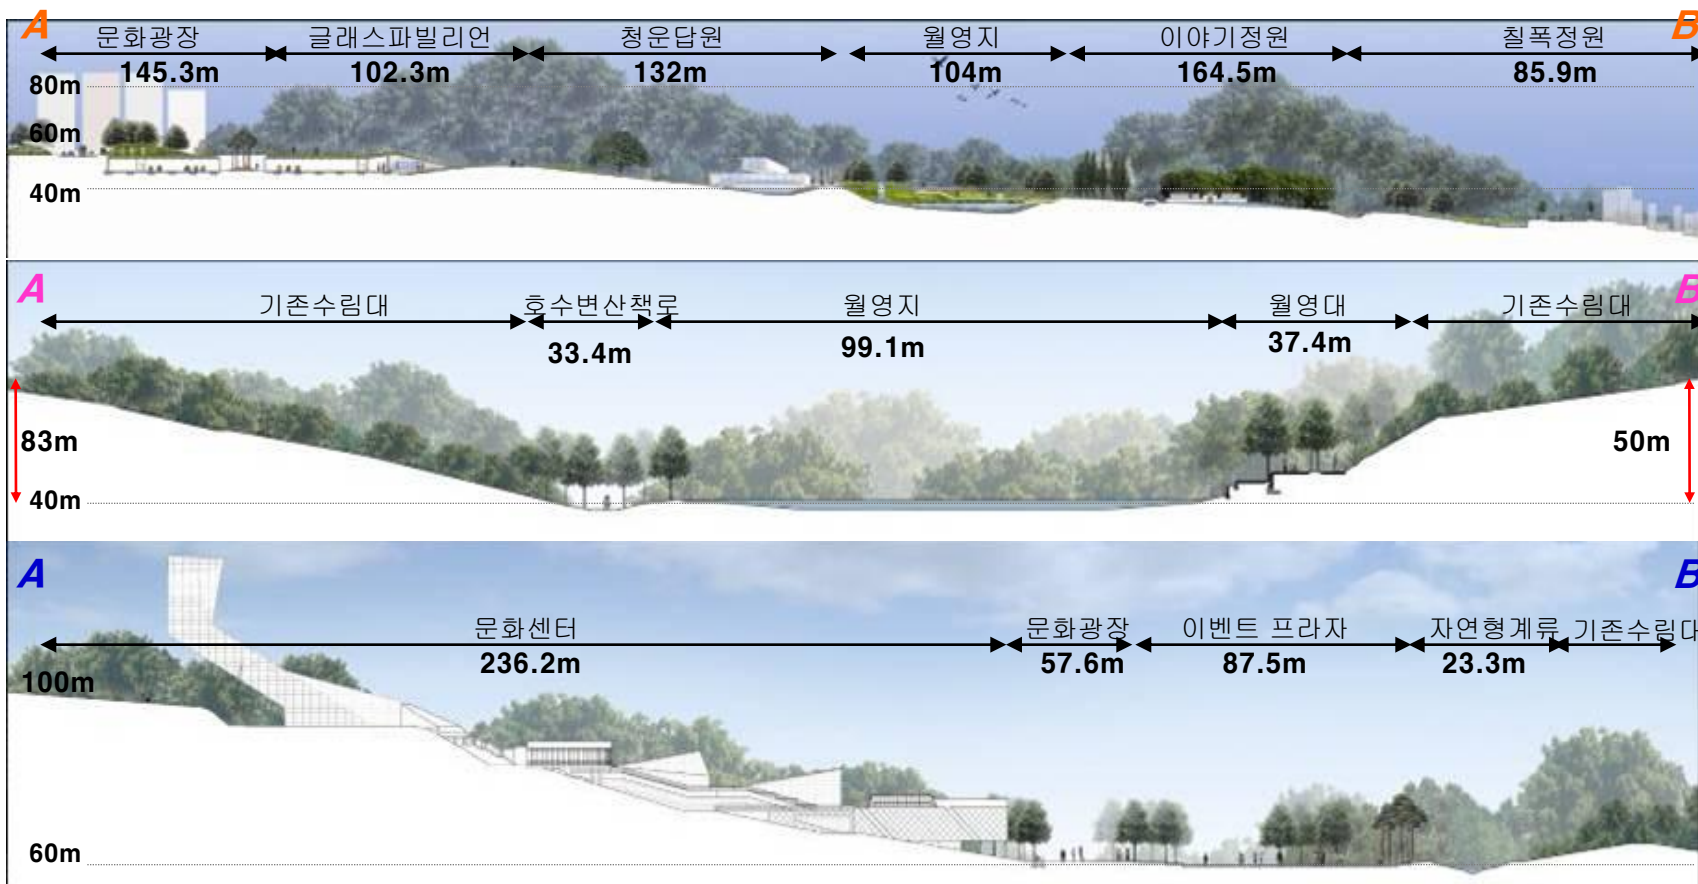 A B
문화광장 글래스파빌리언 청운답원 월영지 이야기정원 칠폭정원
145.3m 102.3m 132m 104m 164.5m 85.9m
80m
60m
40m
A B
기존수림대 호수변산책로 월영지 월영대 기존수림대
33.4m 99.1m 37.4m
83m 50m
40m
A B
문화센터 문화광장 이벤트 프라자 자연형계류 기존수림대
236.2m 57.6m 87.5m 23.3m
100m
60m